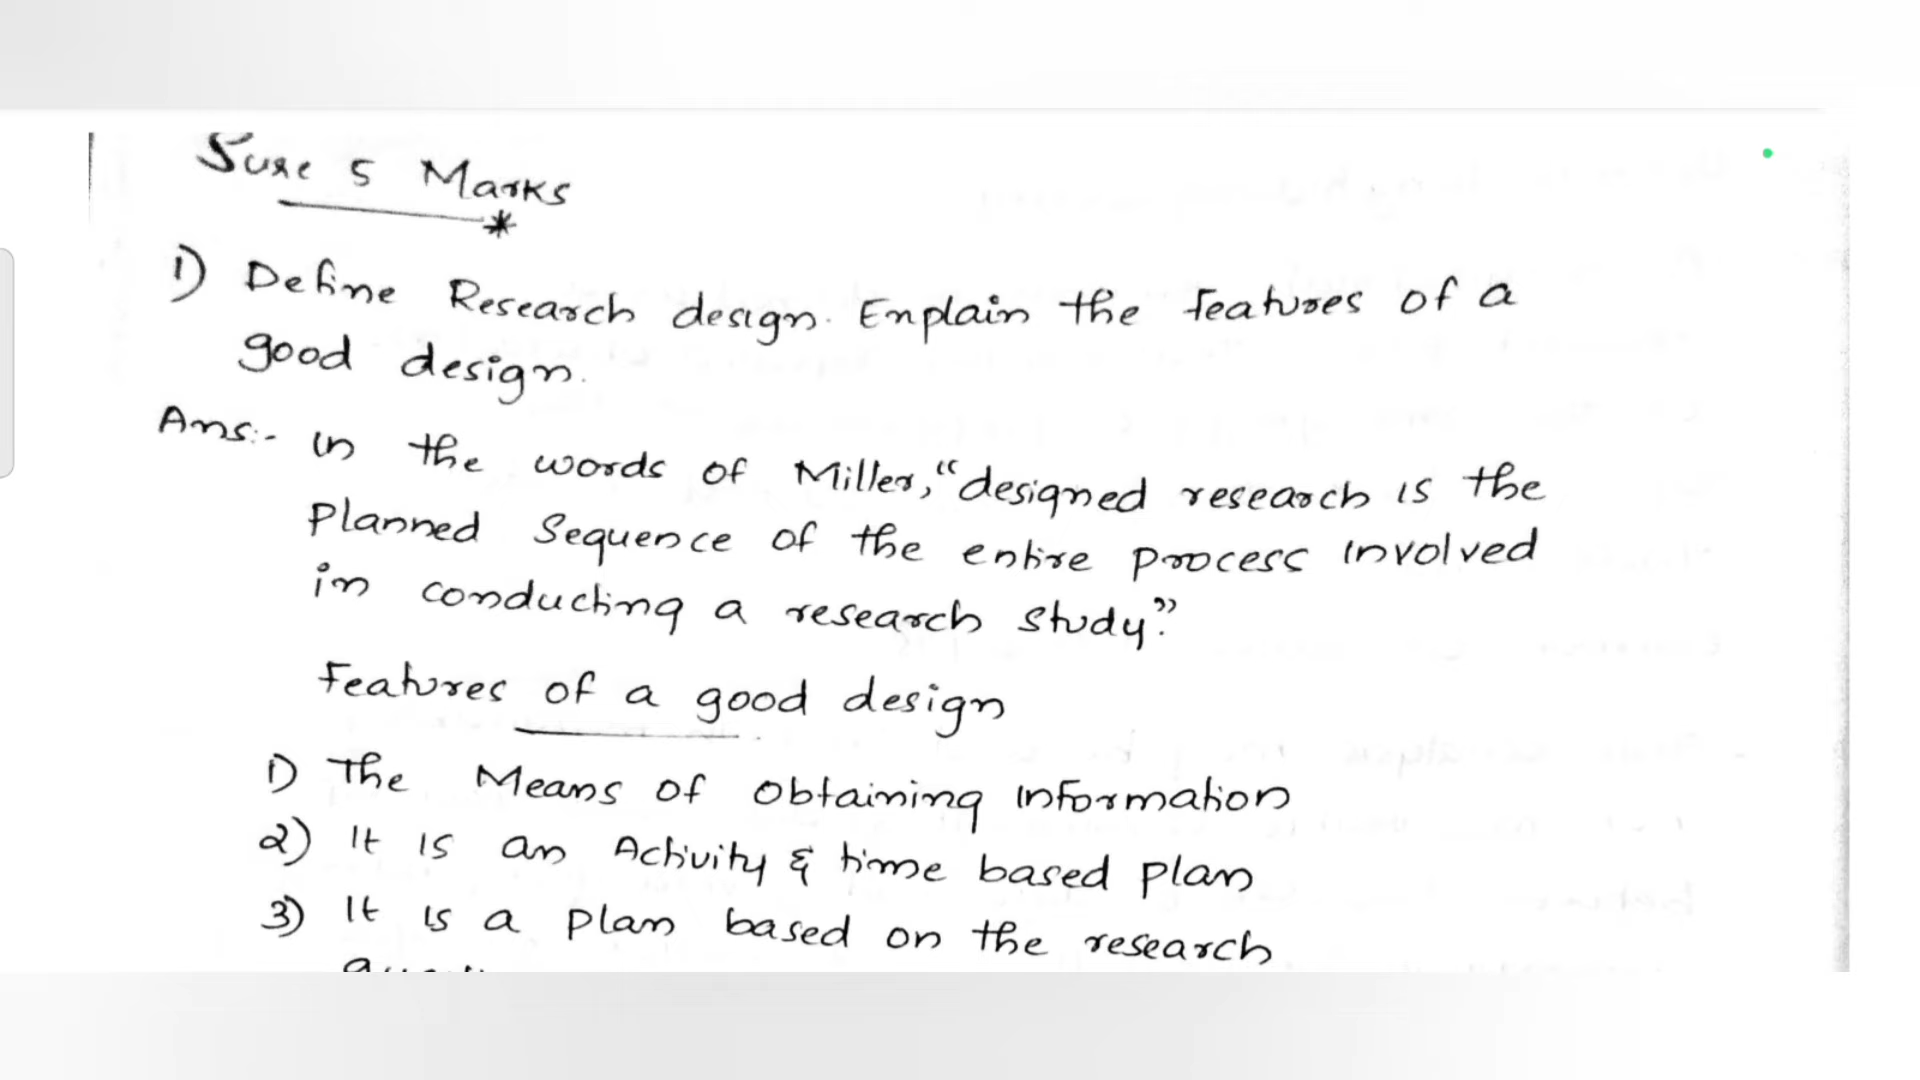 Sure 5 Marks
1) Define Research design. Explain the features of a
good design.
Ans:- in the words of Miller, "designed research is the
planned sequence of the entire process involved
in conducting a research study."
Features of a good design
1) The Means of obtaining information
2) It is an Activity & time based plan
3) It is a plan based on the research